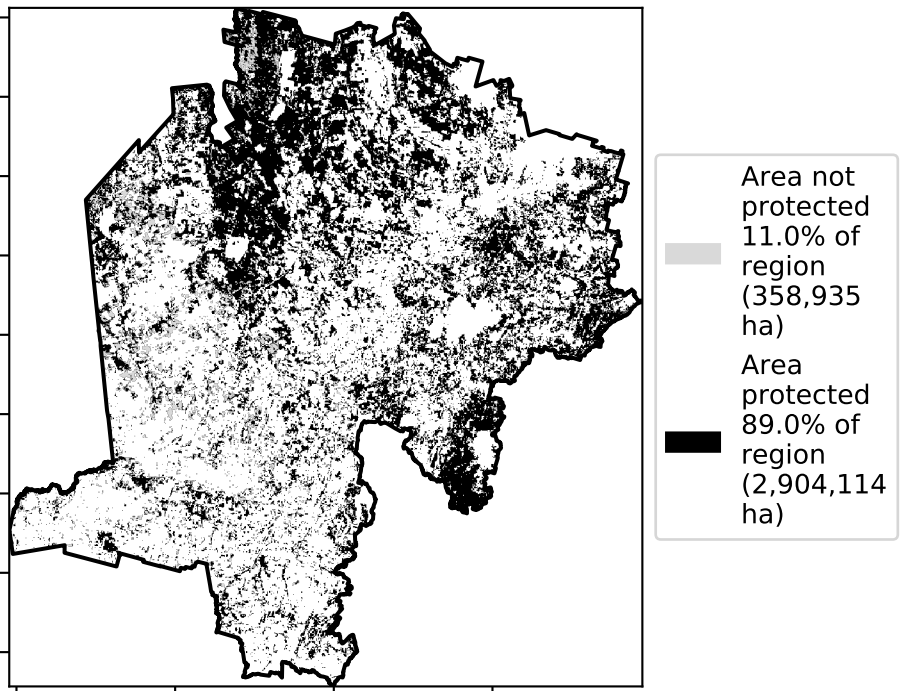 Area not
protected
11.0% of
region
(358,935
ha)
Area
protected
89.0% of
region
(2,904,114
ha)